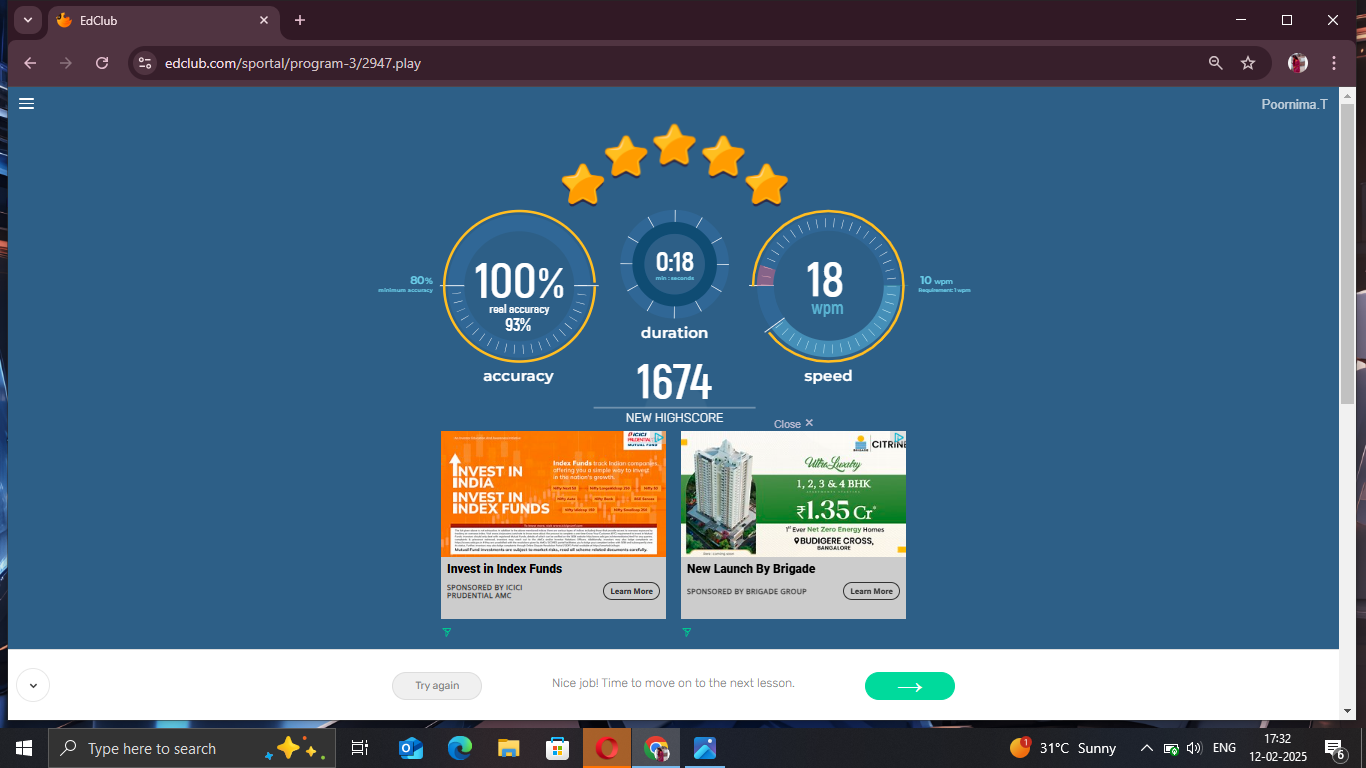 EdClub
edclub.com/sportal/program-3/2947.play
Poornima.T
80%
minimum accuracy
100%
real accuracy
93%
accuracy
0:18
min : seconds
duration
18
wpm
speed
10 wpm
Requirement: 1 wpm
1674
NEW HIGHSCORE
Close
ICICI
PRUDENTIAL
MUTUAL FUND
INVEST IN
INDIA
INVEST IN
INDEX FUNDS
Index Funds track Indian companies,
offering you a simple way to invest
in the nation's growth.
Mutual Fund investments are subject to market risks, read all scheme related documents carefully.
Invest in Index Funds
SPONSORED BY ICICI
PRUDENTIAL AMC
Learn More
BRIGADE
CITRINE
Ultra Luxury
1, 2, 3 & 4 BHK
₹1.35 Cr*
1st Ever Net Zero Energy Homes
BUDIGERE CROSS,
BANGALORE
New Launch By Brigade
SPONSORED BY BRIGADE GROUP
Learn More
Try again
Nice job! Time to move on to the next lesson.
Type here to search
1
31°C Sunny
ENG
17:32
12-02-2025
6